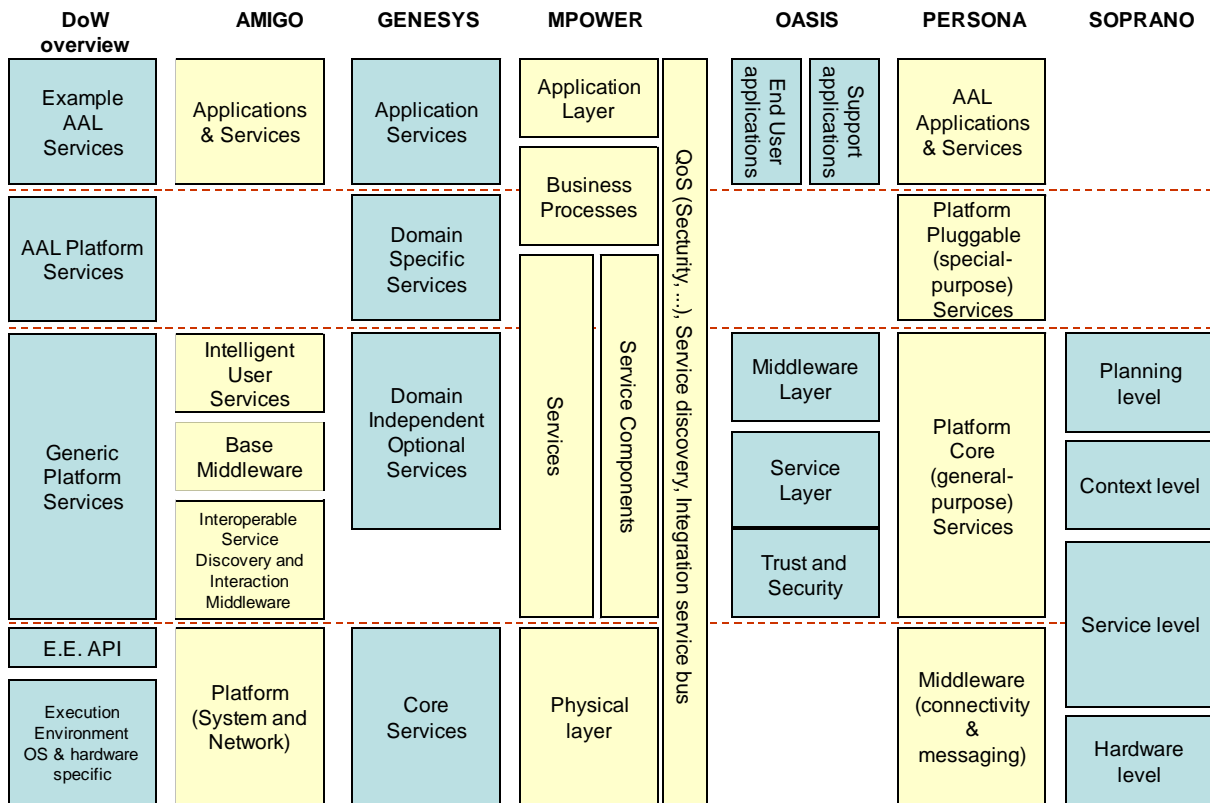 DoW
overview
AMIGO
GENESYS
MPOWER
OASIS
PERSONA
SOPRANO
Example
AAL
Services
AAL Platform
Services
Generic
Platform
Services
E.E. API
Execution
Environment
OS & hardware
specific
Applications
& Services
Intelligent
User
Services
Base
Middleware
Interoperable
Service
Discovery and
Interaction
Middleware
Platform
(System and
Network)
Application
Services
Domain
Specific
Services
Domain
Independent
Optional
Services
Core
Services
Application
Layer
Business
Processes
Services
Service Components
Physical
layer
QoS (Secturity, ...), Service discovery, Integration service bus
End User
applications
Support
applications
Middleware
Layer
Service
Layer
Trust and
Security
AAL
Applications
& Services
Platform
Pluggable
(special-
purpose)
Services
Platform
Core
(general-
purpose)
Services
Middleware
(connectivity
&
messaging)
Planning
level
Context level
Service level
Hardware
level